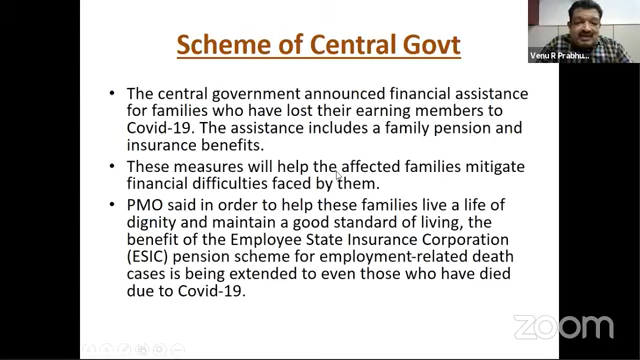 Scheme of Central Govt
Venu R Prabhu...
• The central government announced financial assistance
for families who have lost their earning members to
Covid-19. The assistance includes a family pension and
insurance benefits.
• These measures will help the affected families mitigate
financial difficulties faced by them.
• PMO said in order to help these families live a life of
dignity and maintain a good standard of living, the
benefit of the Employee State Insurance Corporation
(ESIC) pension scheme for employment-related death
cases is being extended to even those who have died
due to Covid-19.
zoom